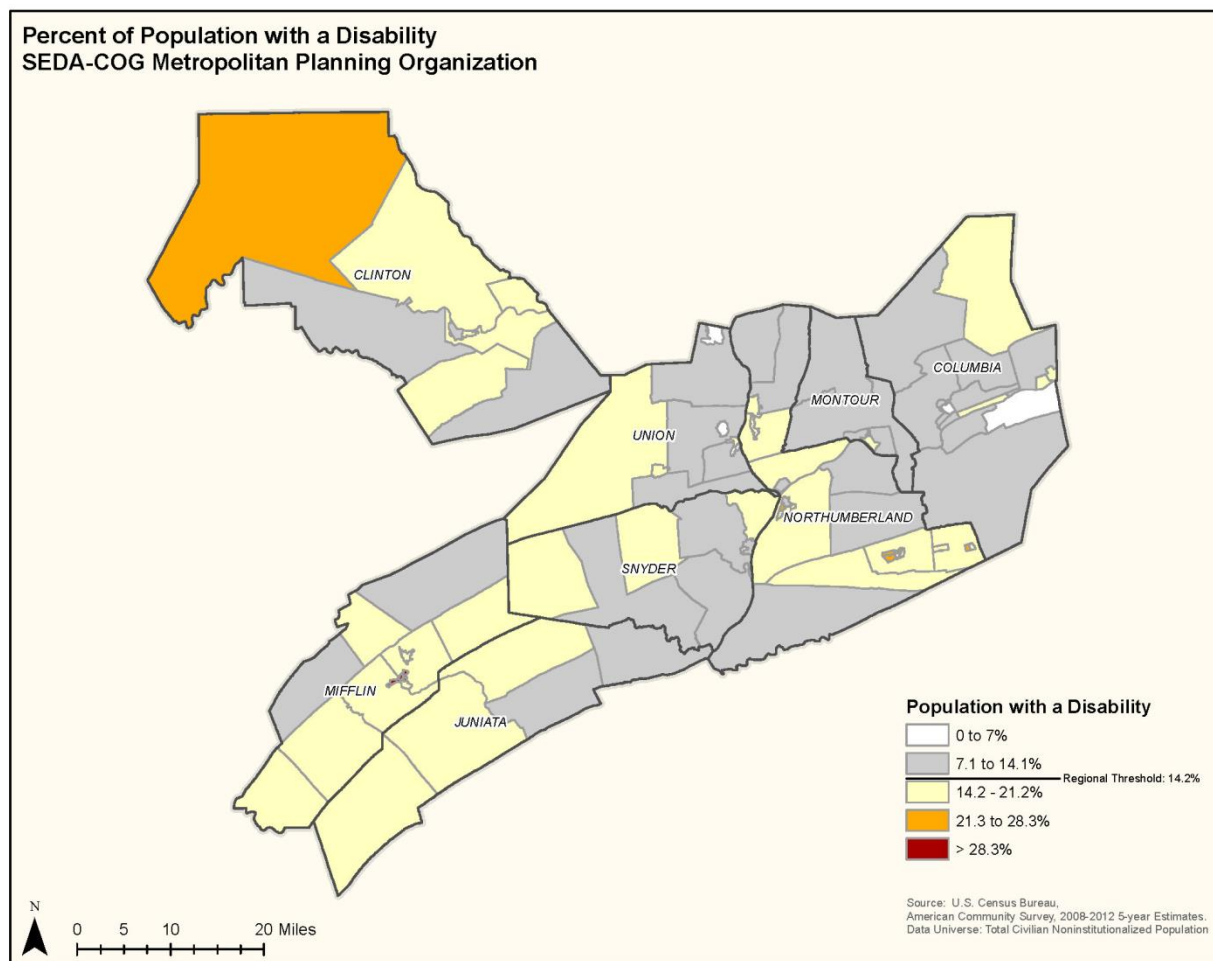 Percent of Population with a Disability
SEDA-COG Metropolitan Planning Organization
CLINTON
COLUMBIA
MONTOUR
UNION
NORTHUMBERLAND
SNYDER
MIFFLIN
JUNIATA
Population with a Disability
0 to 7%
7.1 to 14.1%
Regional Threshold: 14.2%
14.2 - 21.2%
21.3 to 28.3%
> 28.3%
Source: U.S. Census Bureau,
American Community Survey, 2008-2012 5-year Estimates.
Data Universe: Total Civilian Noninstitutionalized Population
N
0 5 10 20 Miles